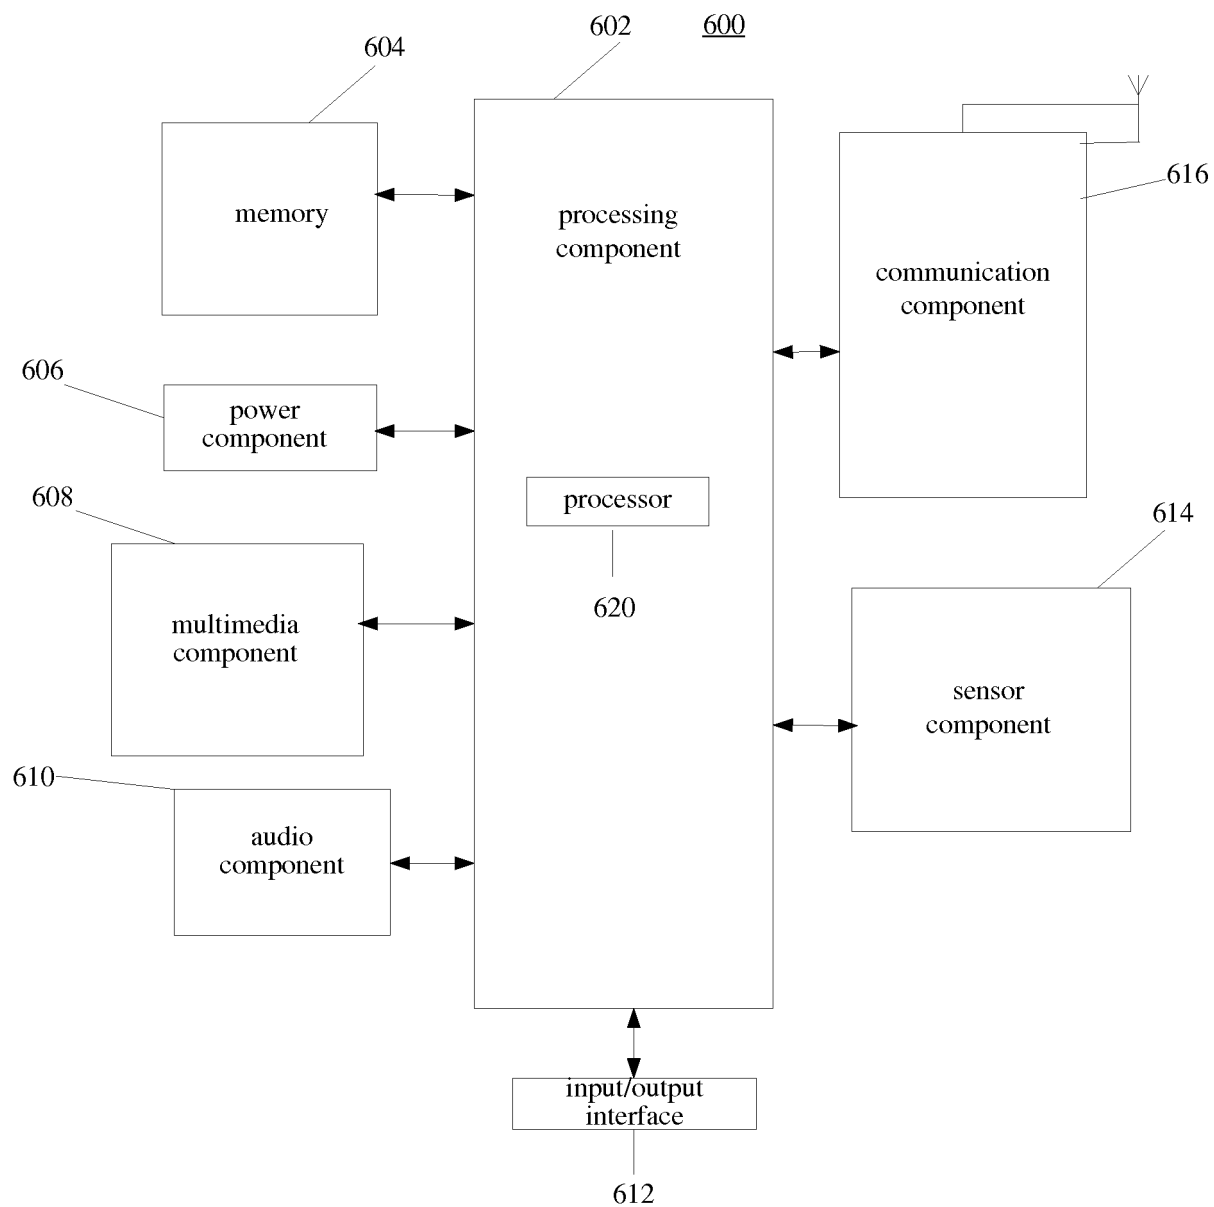 600
602
604
memory
processing
component
616
communication
component
606
power
component
608
processor
620
614
multimedia
component
sensor
component
610
audio
component
input/output
interface
612